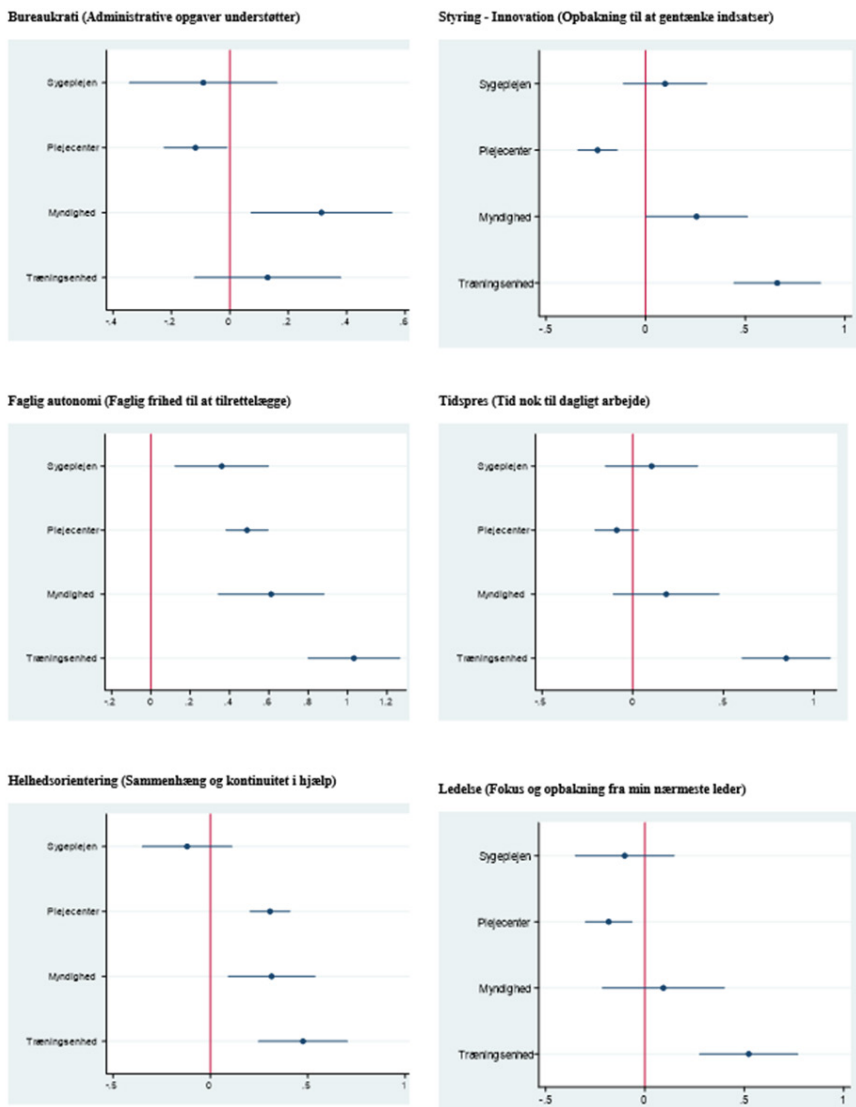 Bureaukrati (Administrative opgaver understøtter)
Sygeplejen
Plejecenter
Myndighed
Træningsenhed
-.4 -.2 0 .2 .4 .6
Styring - Innovation (Opbakning til at gentænke indsatser)
Sygeplejen
Plejecenter
Myndighed
Træningsenhed
-.5 0 .5 1
Faglig autonomi (Faglig frihed til at tilrettelægge)
Sygeplejen
Plejecenter
Myndighed
Træningsenhed
-.2 0 .2 .4 .6 .8 1 1.2
Tidspres (Tid nok til dagligt arbejde)
Sygeplejen
Plejecenter
Myndighed
Træningsenhed
-.5 0 .5 1
Helhedsorientering (Sammenhæng og kontinuitet i hjælp)
Sygeplejen
Plejecenter
Myndighed
Træningsenhed
-.5 0 .5 1
Ledelse (Fokus og opbakning fra min nærmeste leder)
Sygeplejen
Plejecenter
Myndighed
Træningsenhed
-.5 0 .5 1